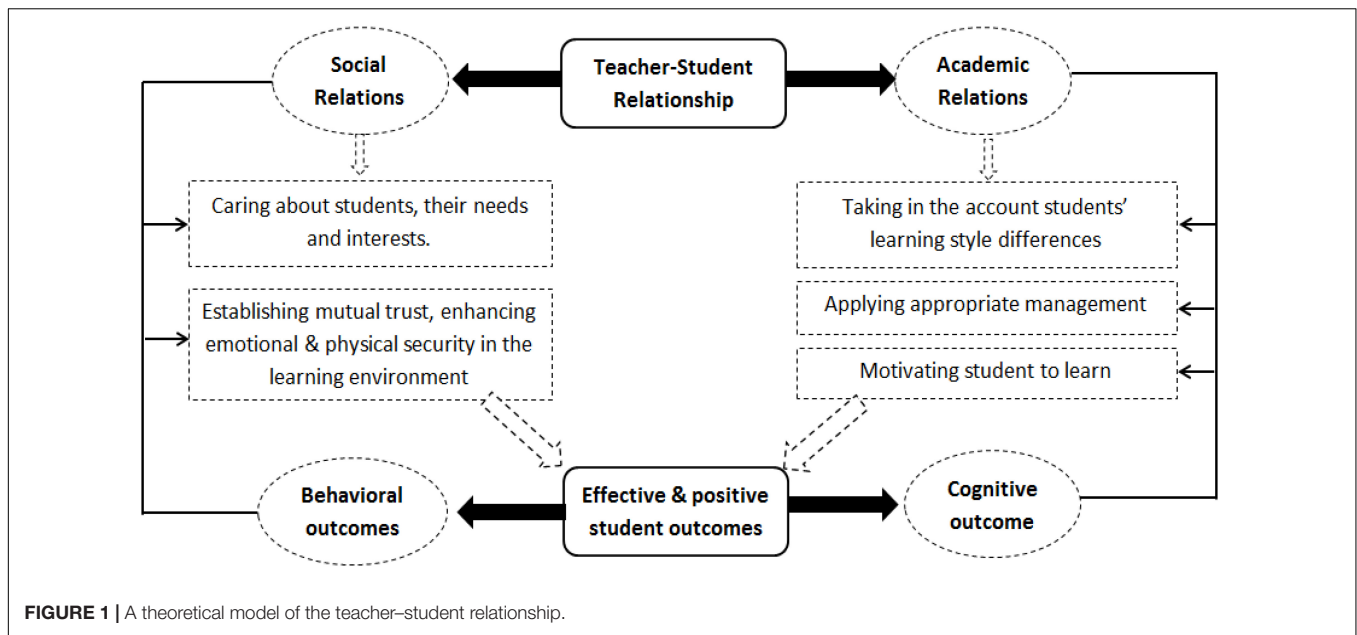 Social
Relations
Teacher-Student
Relationship
Academic
Relations
Caring about students, their needs
and interests.
Establishing mutual trust, enhancing
emotional & physical security in the
learning environment
Taking in the account students’
learning style differences
Applying appropriate management
Motivating student to learn
Behavioral
outcomes
Effective & positive
student outcomes
Cognitive
outcome
FIGURE 1 | A theoretical model of the teacher–student relationship.